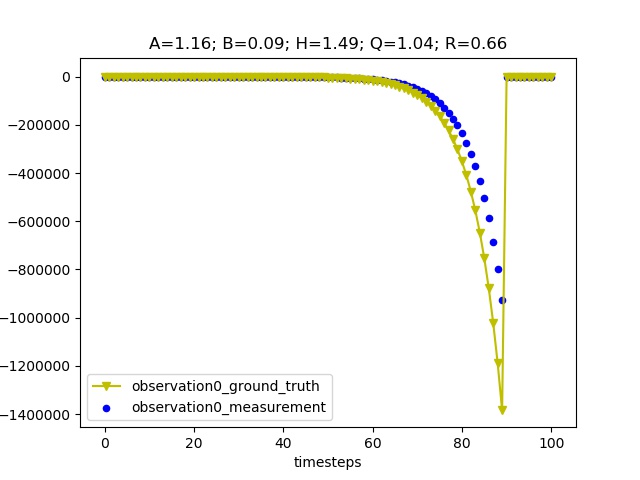 A=1.16; B=0.09; H=1.49; Q=1.04; R=0.66
0
−200000
−400000
−600000
−800000
−1000000
−1200000
−1400000
observation0_ground_truth
observation0_measurement
0 20 40 60 80 100
timesteps